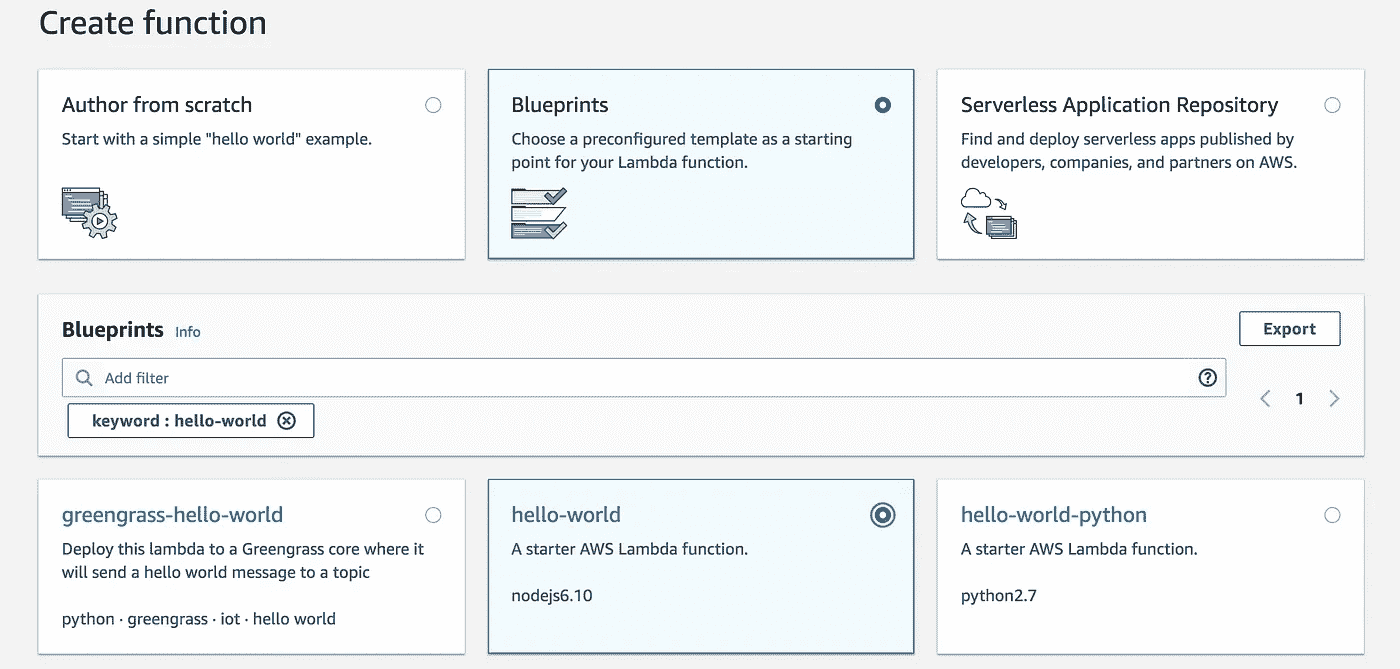 Create function
Author from scratch
Start with a simple "hello world" example.
Blueprints
Choose a preconfigured template as a starting
point for your Lambda function.
Serverless Application Repository
Find and deploy serverless apps published by
developers, companies, and partners on AWS.
Blueprints Info
Export
Add filter
keyword : hello-world
1
greengrass-hello-world
Deploy this lambda to a Greengrass core where it
will send a hello world message to a topic
python · greengrass · iot · hello world
hello-world
A starter AWS Lambda function.
nodejs6.10
hello-world-python
A starter AWS Lambda function.
python2.7